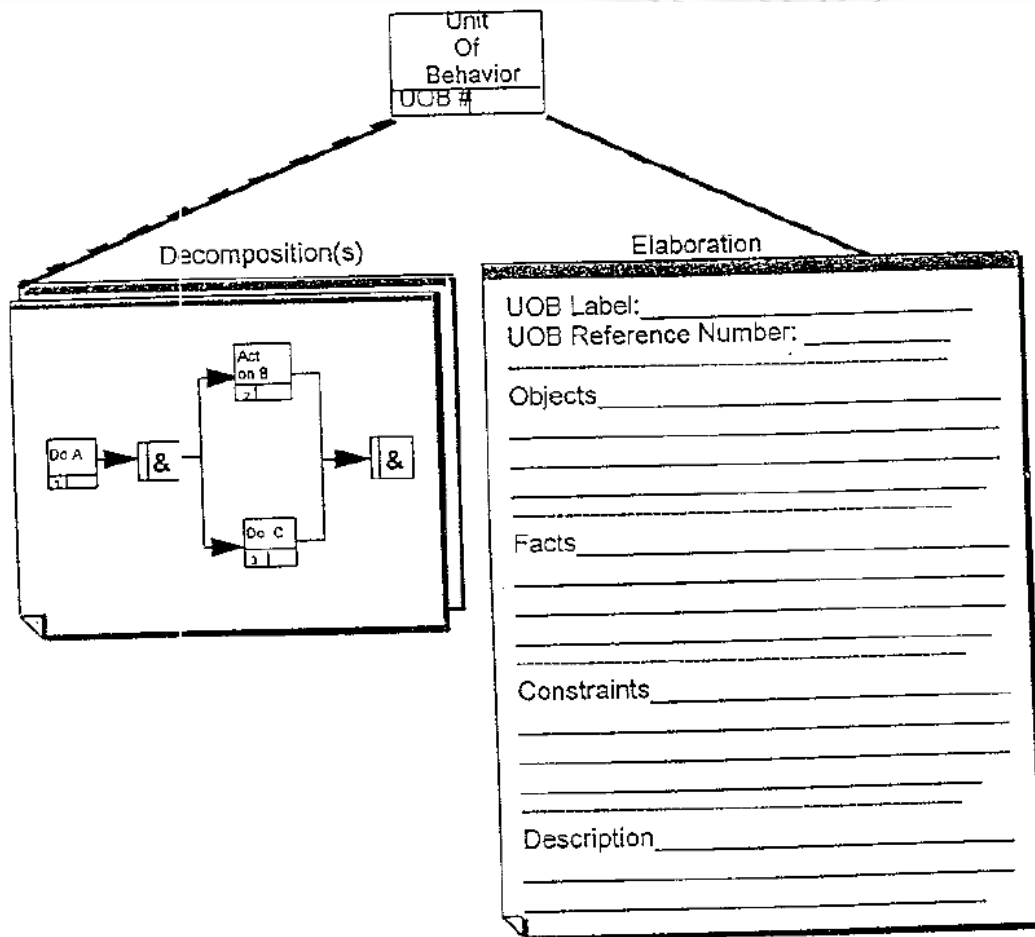 Unit
Of
Behavior
UOB #
Decomposition(s)
Act
on B
2
Do A
1
&
&
Do C
3
Elaboration
UOB Label:
UOB Reference Number:
Objects
Facts
Constraints
Description